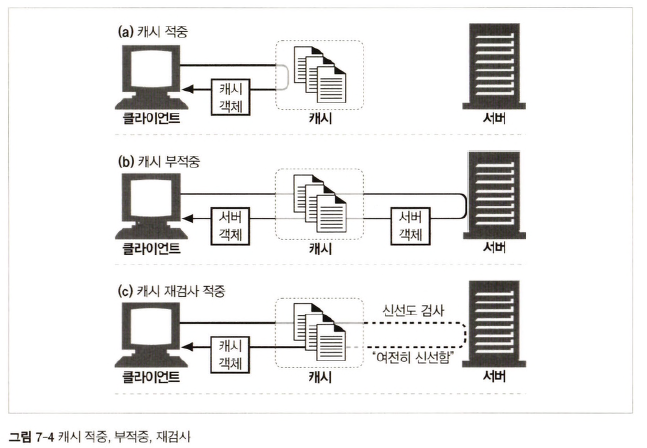 (a) 캐시 적중
캐시
객체
클라이언트
캐시
서버
(b) 캐시 부적중
서버
객체
서버
객체
클라이언트
캐시
서버
(c) 캐시 재검사 적중
신선도 검사
캐시
객체
"여전히 신선함"
클라이언트
캐시
서버
그림 7-4 캐시 적중, 부적중, 재검사